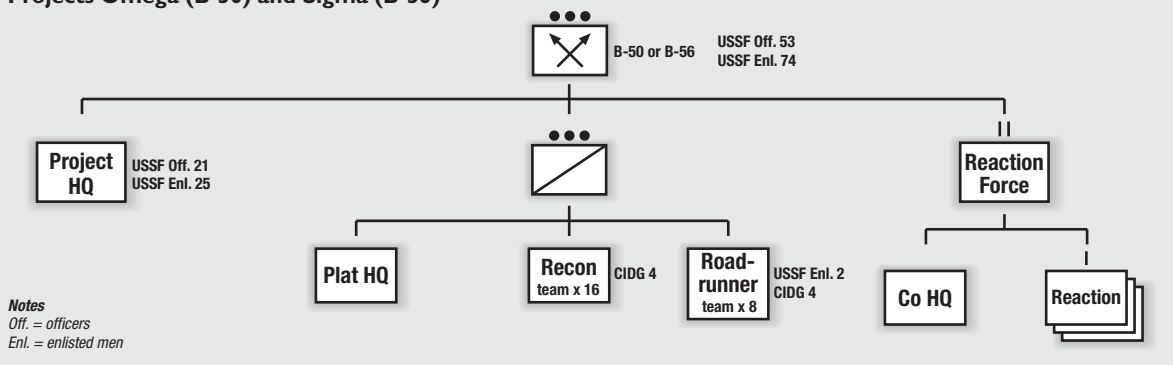 Projects Omega (B-50) and Sigma (B-56)
B-50 or B-56
USSF Off. 53
USSF Enl. 74
Project
HQ
USSF Off. 21
USSF Enl. 25
Reaction
Force
Plat HQ
Recon
team x 16
CIDG 4
Road-
runner
team x 8
USSF Enl. 2
CIDG 4
Co HQ
Reaction
Notes
Off. = officers
Enl. = enlisted men